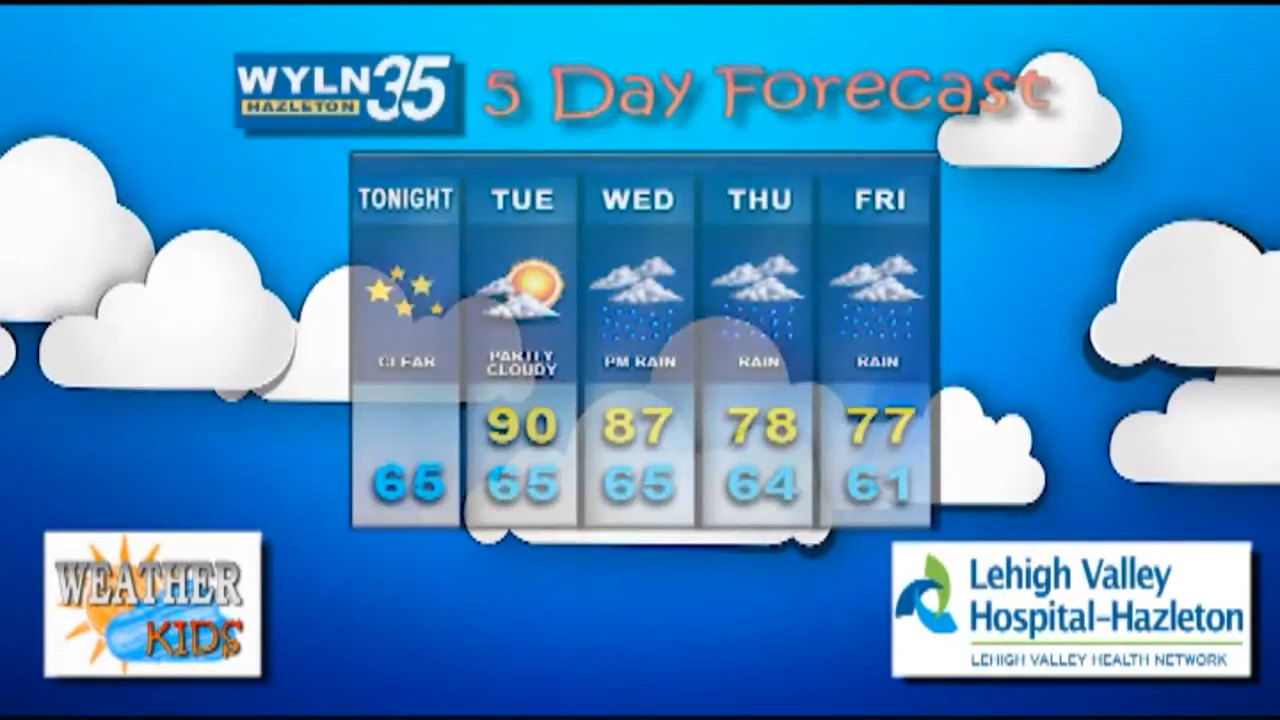 WYLN35
HAZLETON
5 Day Forecast
TONIGHT TUE WED THU FRI
CLEAR PARTLY CLOUDY PM RAIN RAIN RAIN
90 87 78 77
65 65 65 64 61
WEATHER
KIDS
Lehigh Valley
Hospital-Hazleton
LEHIGH VALLEY HEALTH NETWORK